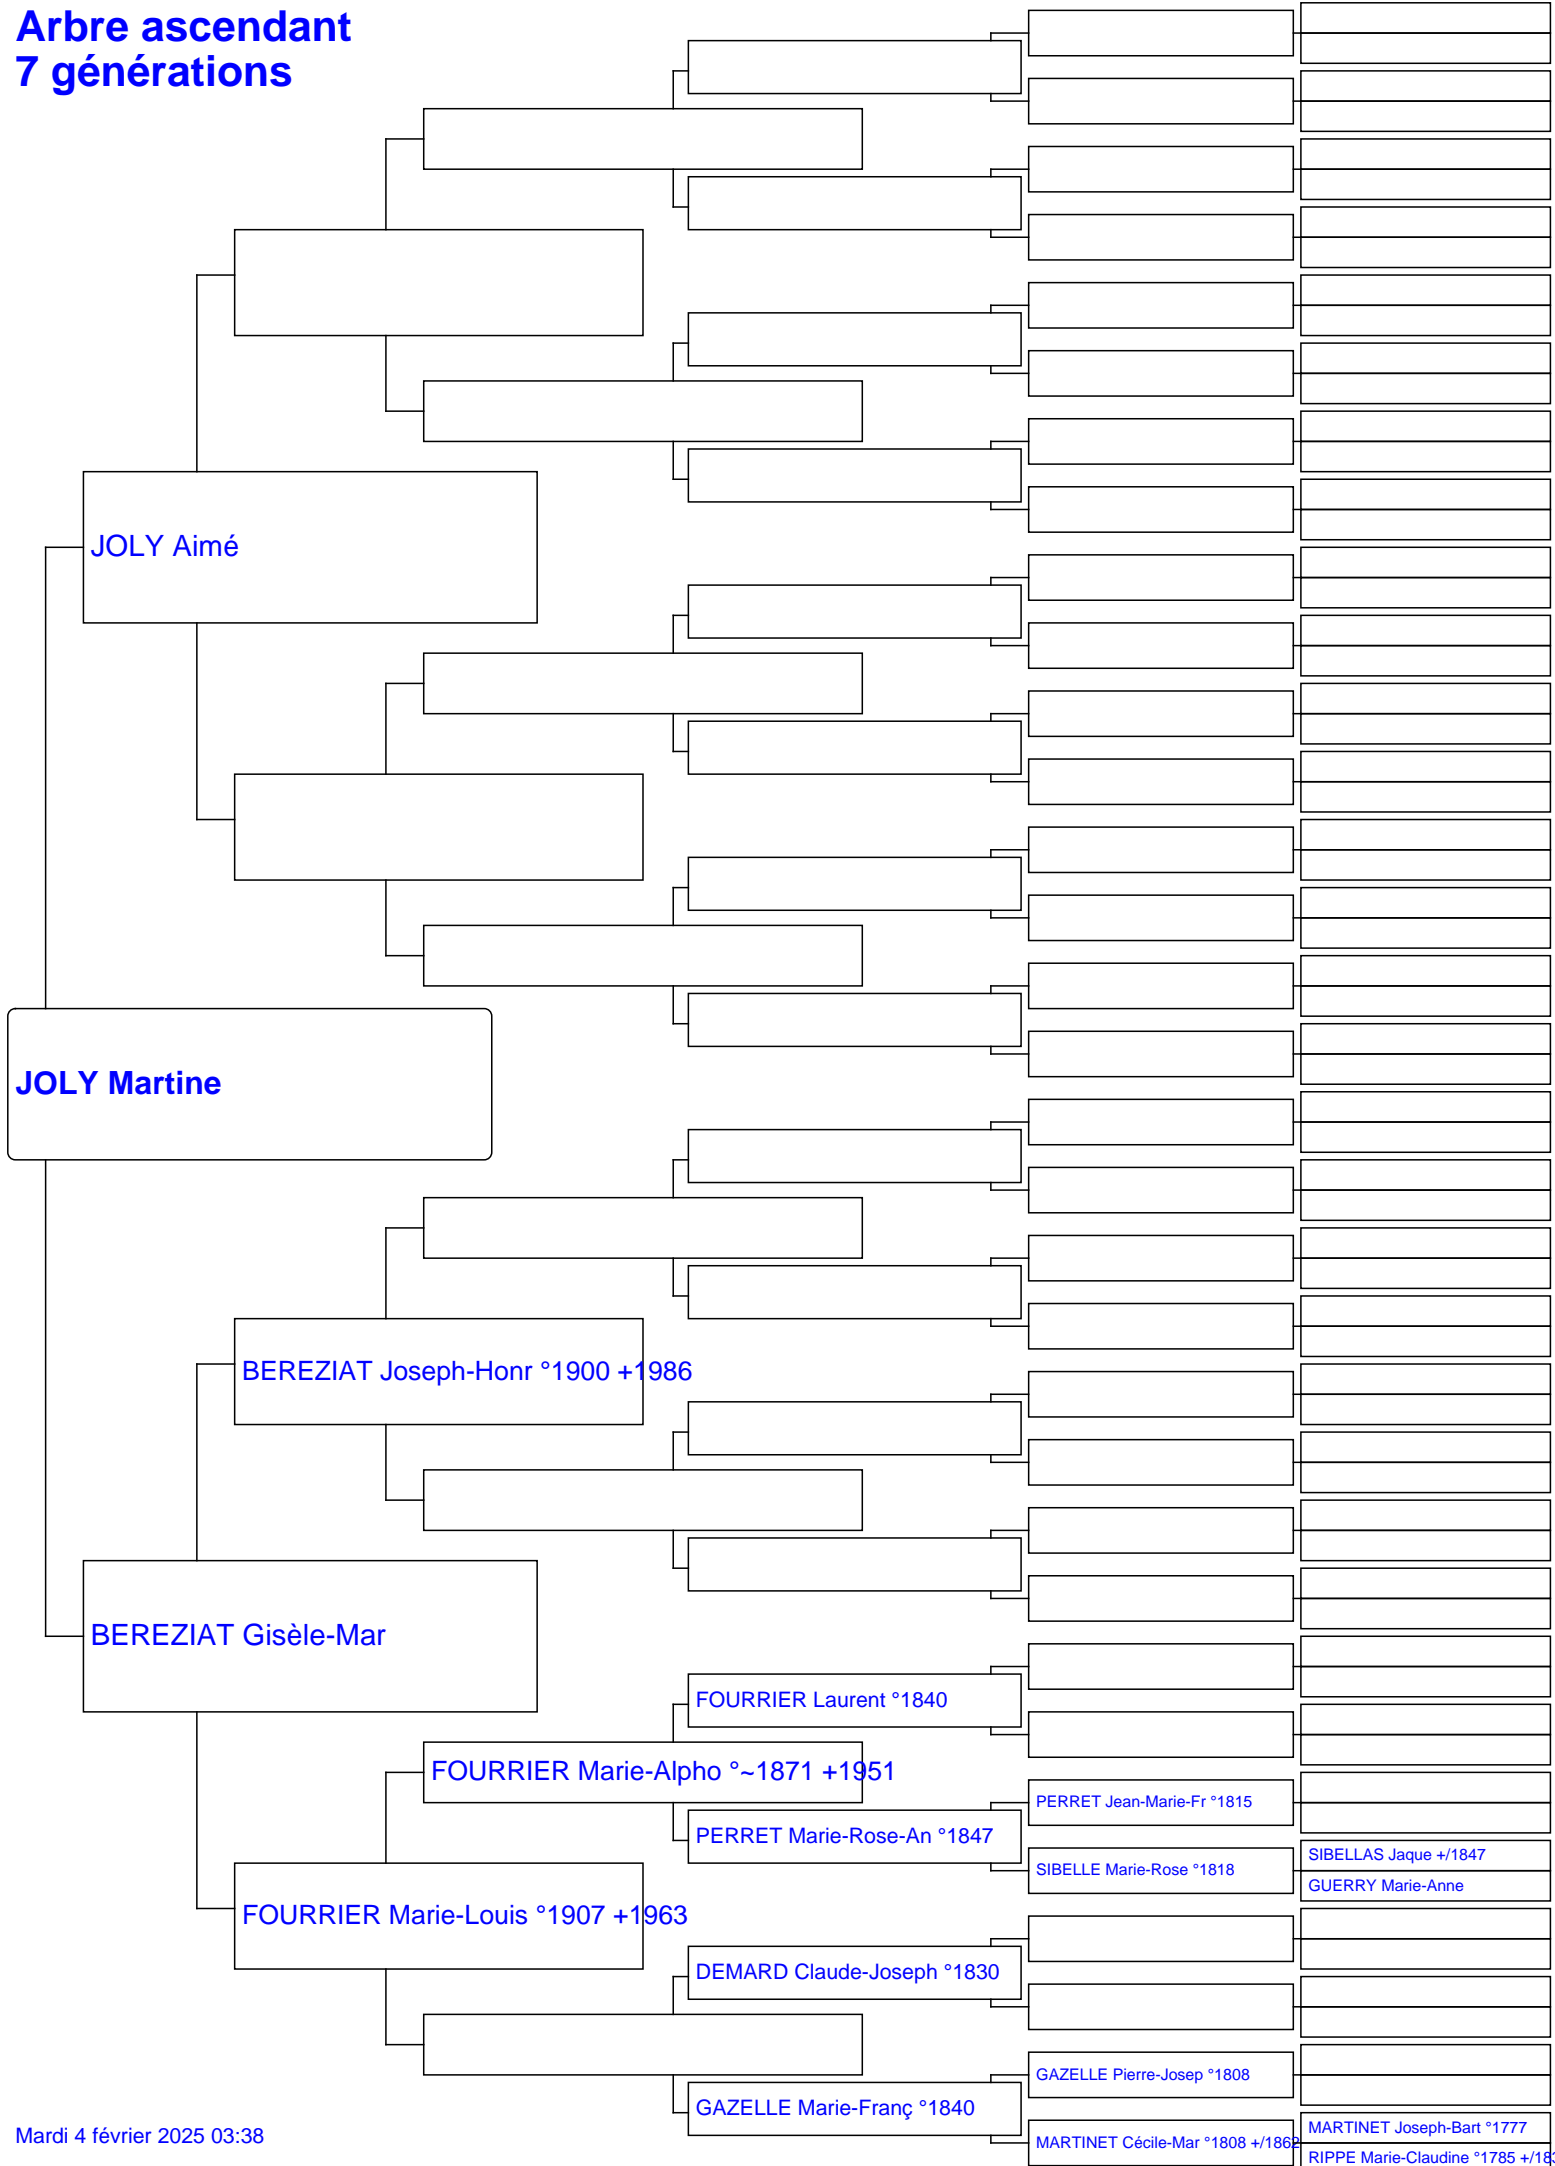 Arbre ascendant
7 générations
JOLY Aimé
JOLY Martine
BEREZIAT Joseph-Honr °1900 +1986
BEREZIAT Gisèle-Mar
FOURRIER Laurent °1840
FOURRIER Marie-Alpho °~1871 +1951
PERRET Jean-Marie-Fr °1815
PERRET Marie-Rose-An °1847
SIBELLAS Jaque +/1847
SIBELLE Marie-Rose °1818
GUERRY Marie-Anne
FOURRIER Marie-Louis °1907 +1963
DEMARD Claude-Joseph °1830
GAZELLE Pierre-Josep °1808
GAZELLE Marie-Franç °1840
MARTINET Joseph-Bart °1777
MARTINET Cécile-Mar °1808 +/1862
RIPPE Marie-Claudine °1785
Mardi 4 février 2025 03:38